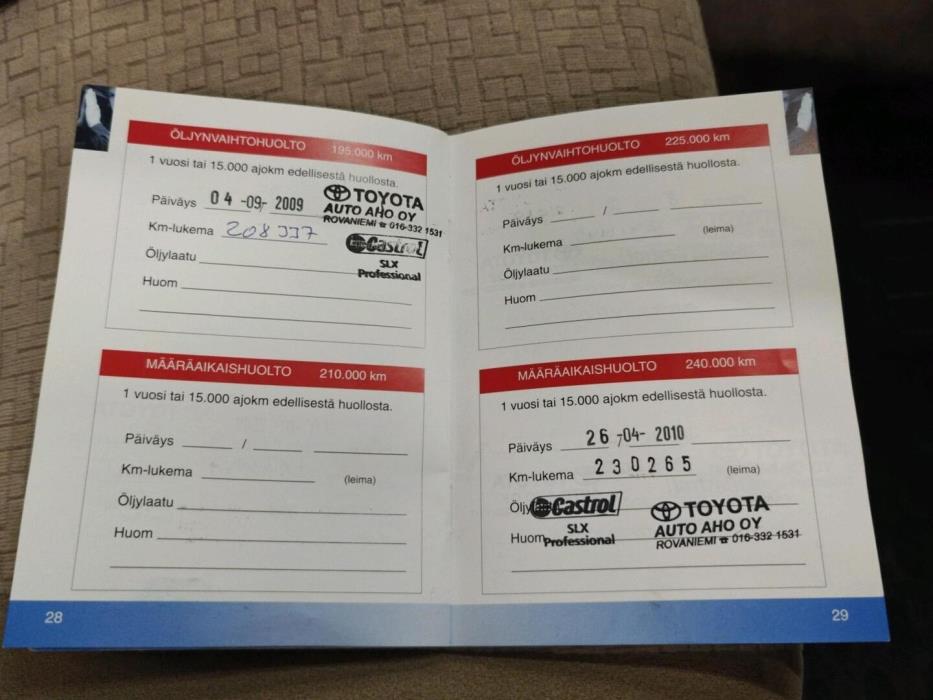 ÖLJYNVAIHTOHUOLTO 195.000 km
1 vuosi tai 15.000 ajokm edellisestä huollosta.
Päiväys 04 -09- 2009
TOYOTA
AUTO AHO OY
ROVANIEMI ☎ 016-332 1531
Km-lukema 208337
Castrol
SLX
Professional
Öljylaatu
Huom
MÄÄRÄAIKAISHUOLTO 210.000 km
1 vuosi tai 15.000 ajokm edellisestä huollosta.
Päiväys /
Km-lukema (leima)
Öljylaatu
Huom
28
ÖLJYNVAIHTOHUOLTO 225.000 km
1 vuosi tai 15.000 ajokm edellisestä huollosta.
Päiväys /
Km-lukema (leima)
Öljylaatu
Huom
MÄÄRÄAIKAISHUOLTO 240.000 km
1 vuosi tai 15.000 ajokm edellisestä huollosta.
Päiväys 26 -04- 2010
Km-lukema 230265 (leima)
Öljylaatu Castrol
SLX
Huom Professional
TOYOTA
AUTO AHO OY
ROVANIEMI ☎ 016-332 1531
29